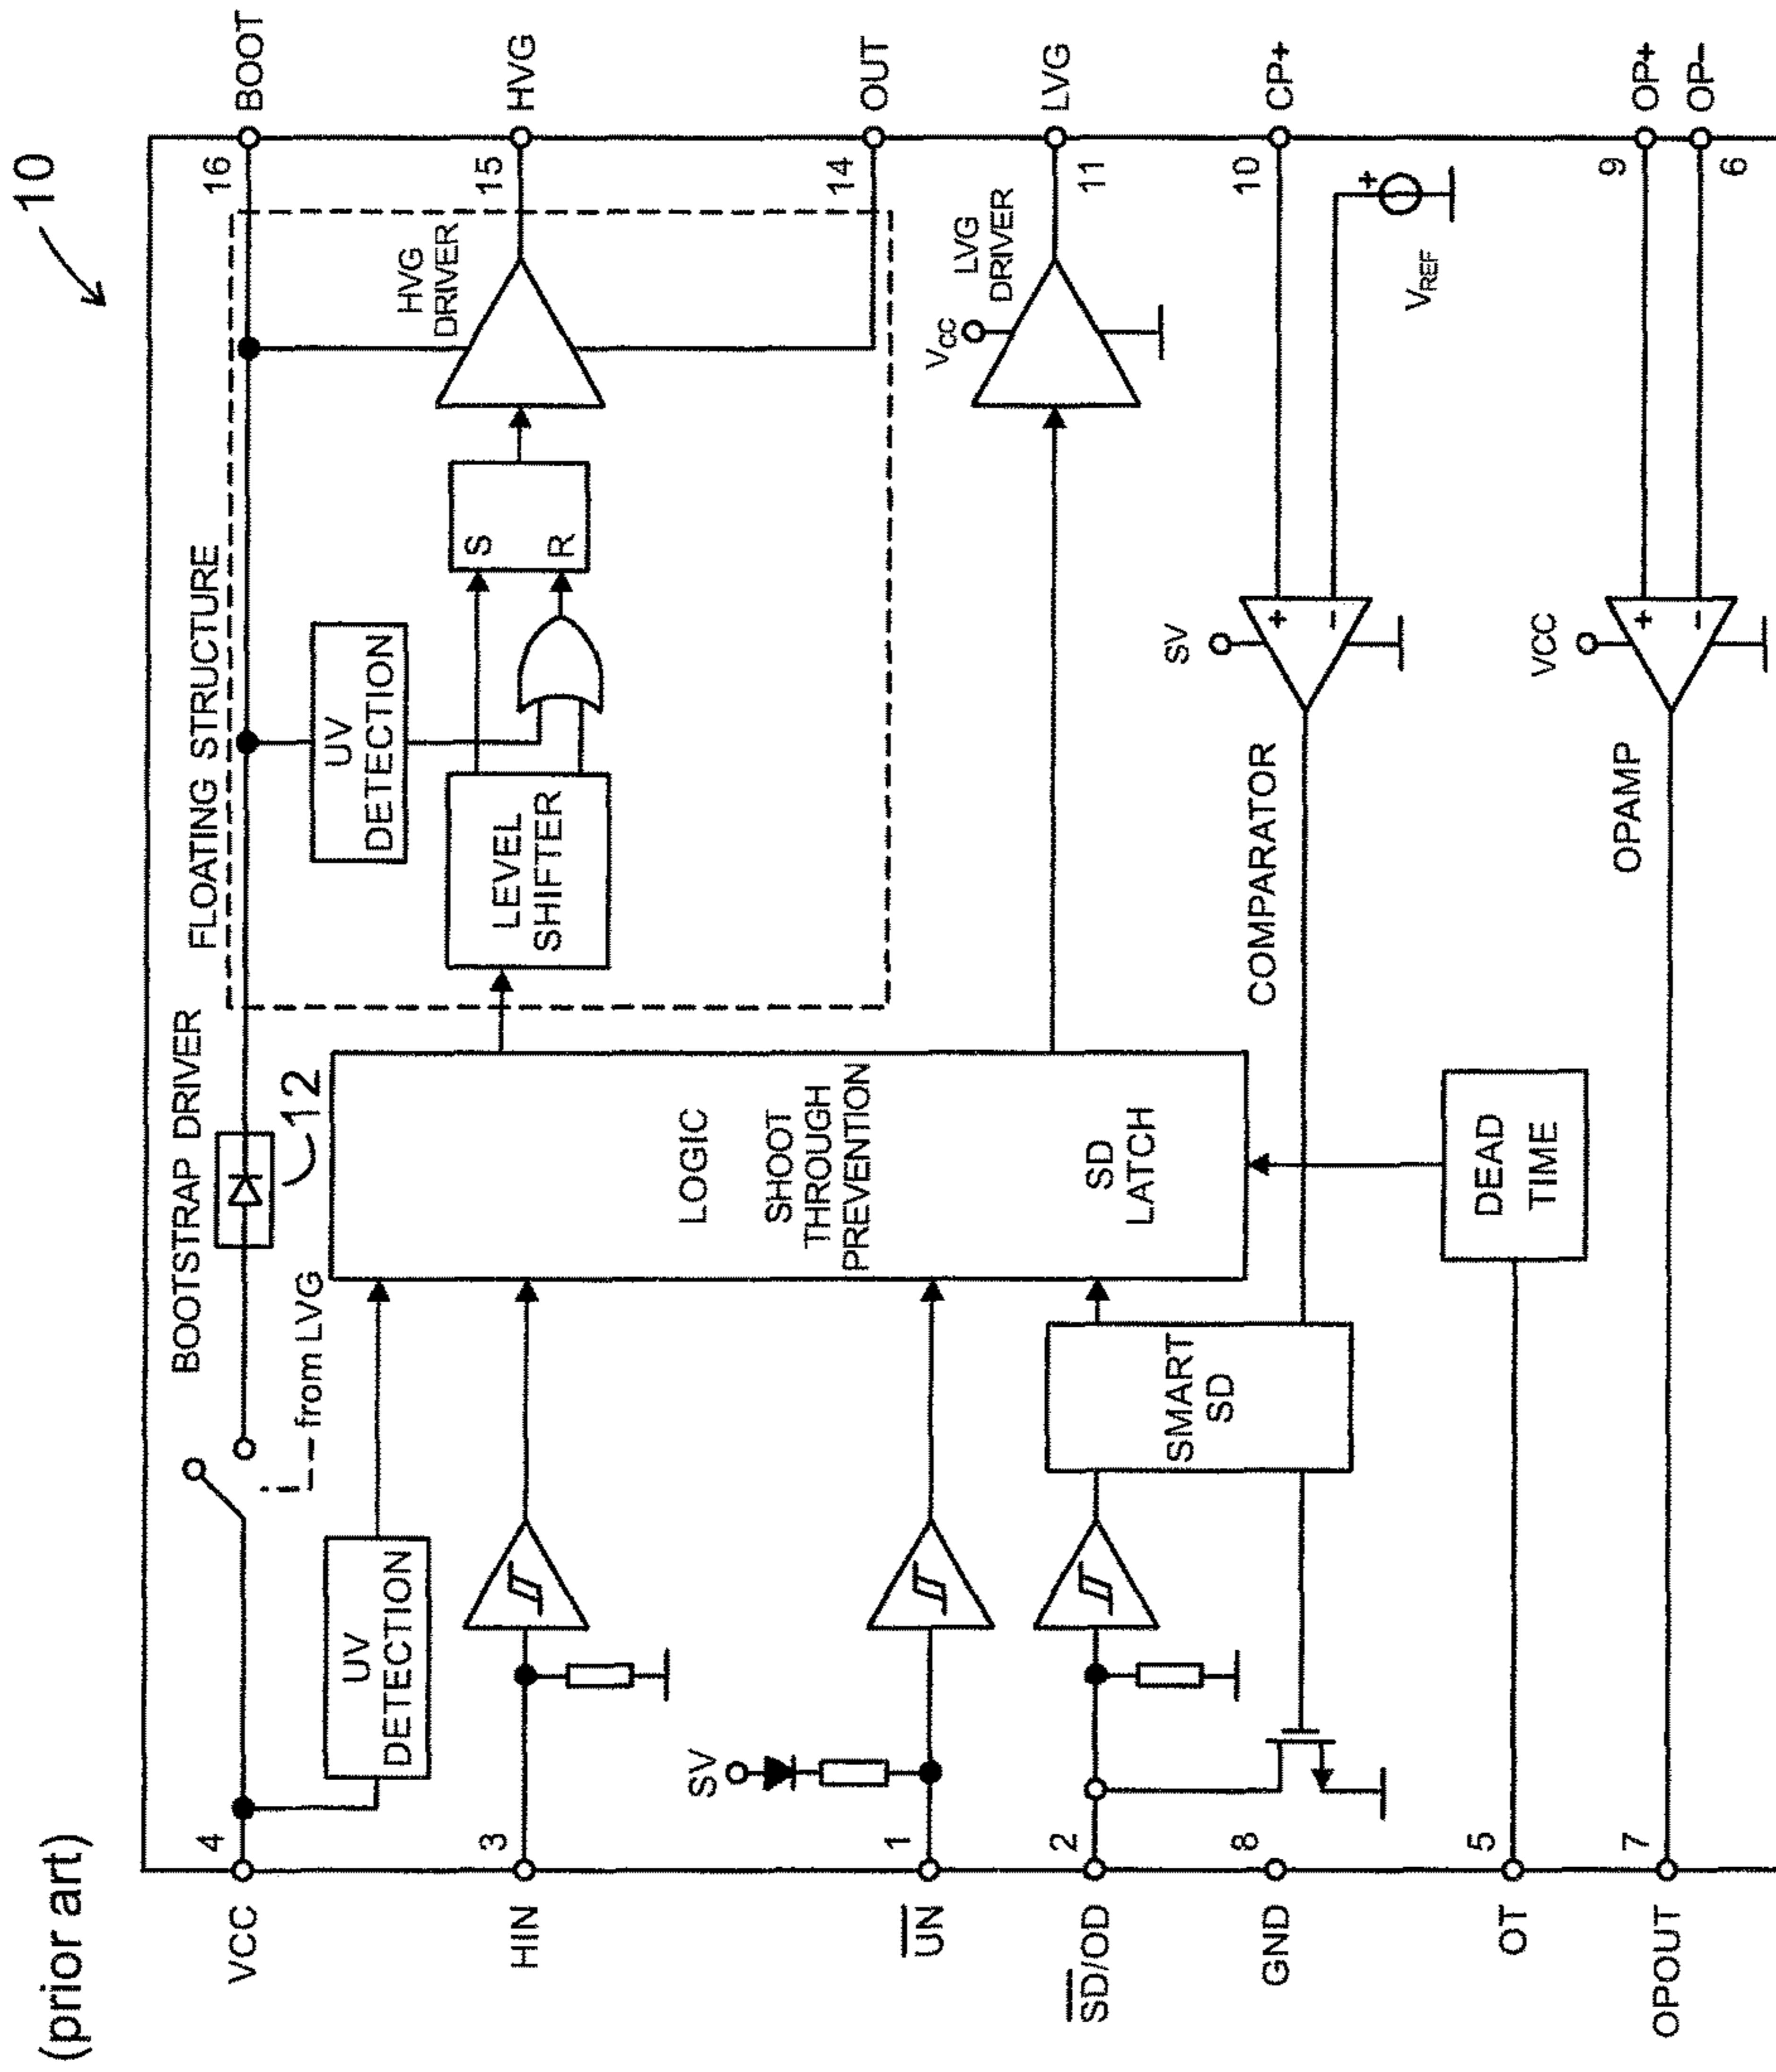 (prior art)
10
BOOTSTRAP DRIVER
FLOATING STRUCTURE
12
from LVG
VCC
4
16
BOOT
UV
DETECTION
UV
DETECTION
HVG
DRIVER
HIN
3
LEVEL
SHIFTER
S
R
15
HVG
14
OUT
LOGIC
SHOOT
THROUGH
PREVENTION
SD
LATCH
SV
U̅N̅
1
VCC
LVG
DRIVER
11
LVG
S̅D̅/OD
2
SMART
SD
GND
8
COMPARATOR
SV
+
−
10
CP+
+
VREF
DEAD
TIME
OT
5
OPAMP
VCC
+
−
9
OP+
6
OP−
OPOUT
7